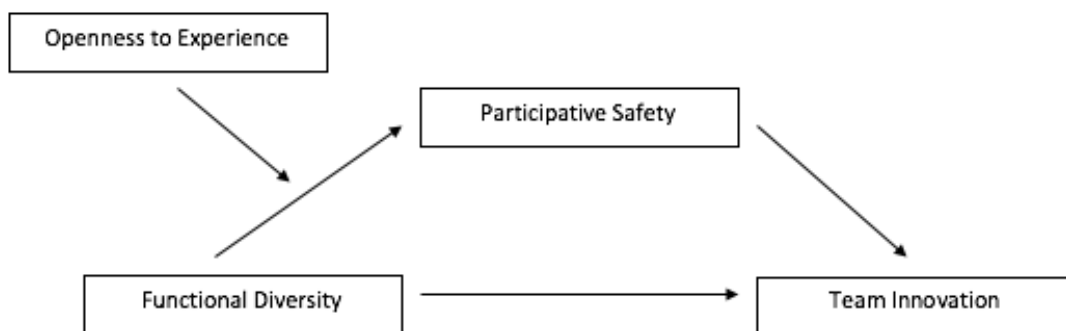 Openness to Experience
Participative Safety
Functional Diversity
Team Innovation